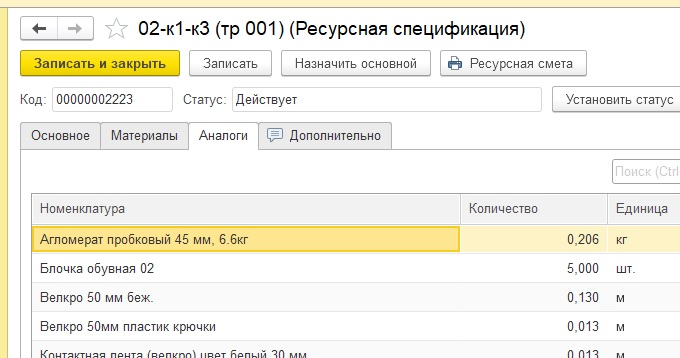 02-к1-к3 (тр 001) (Ресурсная спецификация)
Записать и закрыть Записать Назначить основной Ресурсная смета
Код: 00000002223 Статус: Действует Установить статус
Основное Материалы Аналоги Дополнительно
Поиск (Ctrl
Номенклатура Количество Единица
Агломерат пробковый 45 мм, 6.6кг 0,206 кг
Блочка обувная 02 5,000 шт.
Велкро 50 мм беж. 0,130 м
Велкро 50мм пластик крючки 0,013 м
Контактная лента (велкро) цвет белый 30 мм 0,013 м